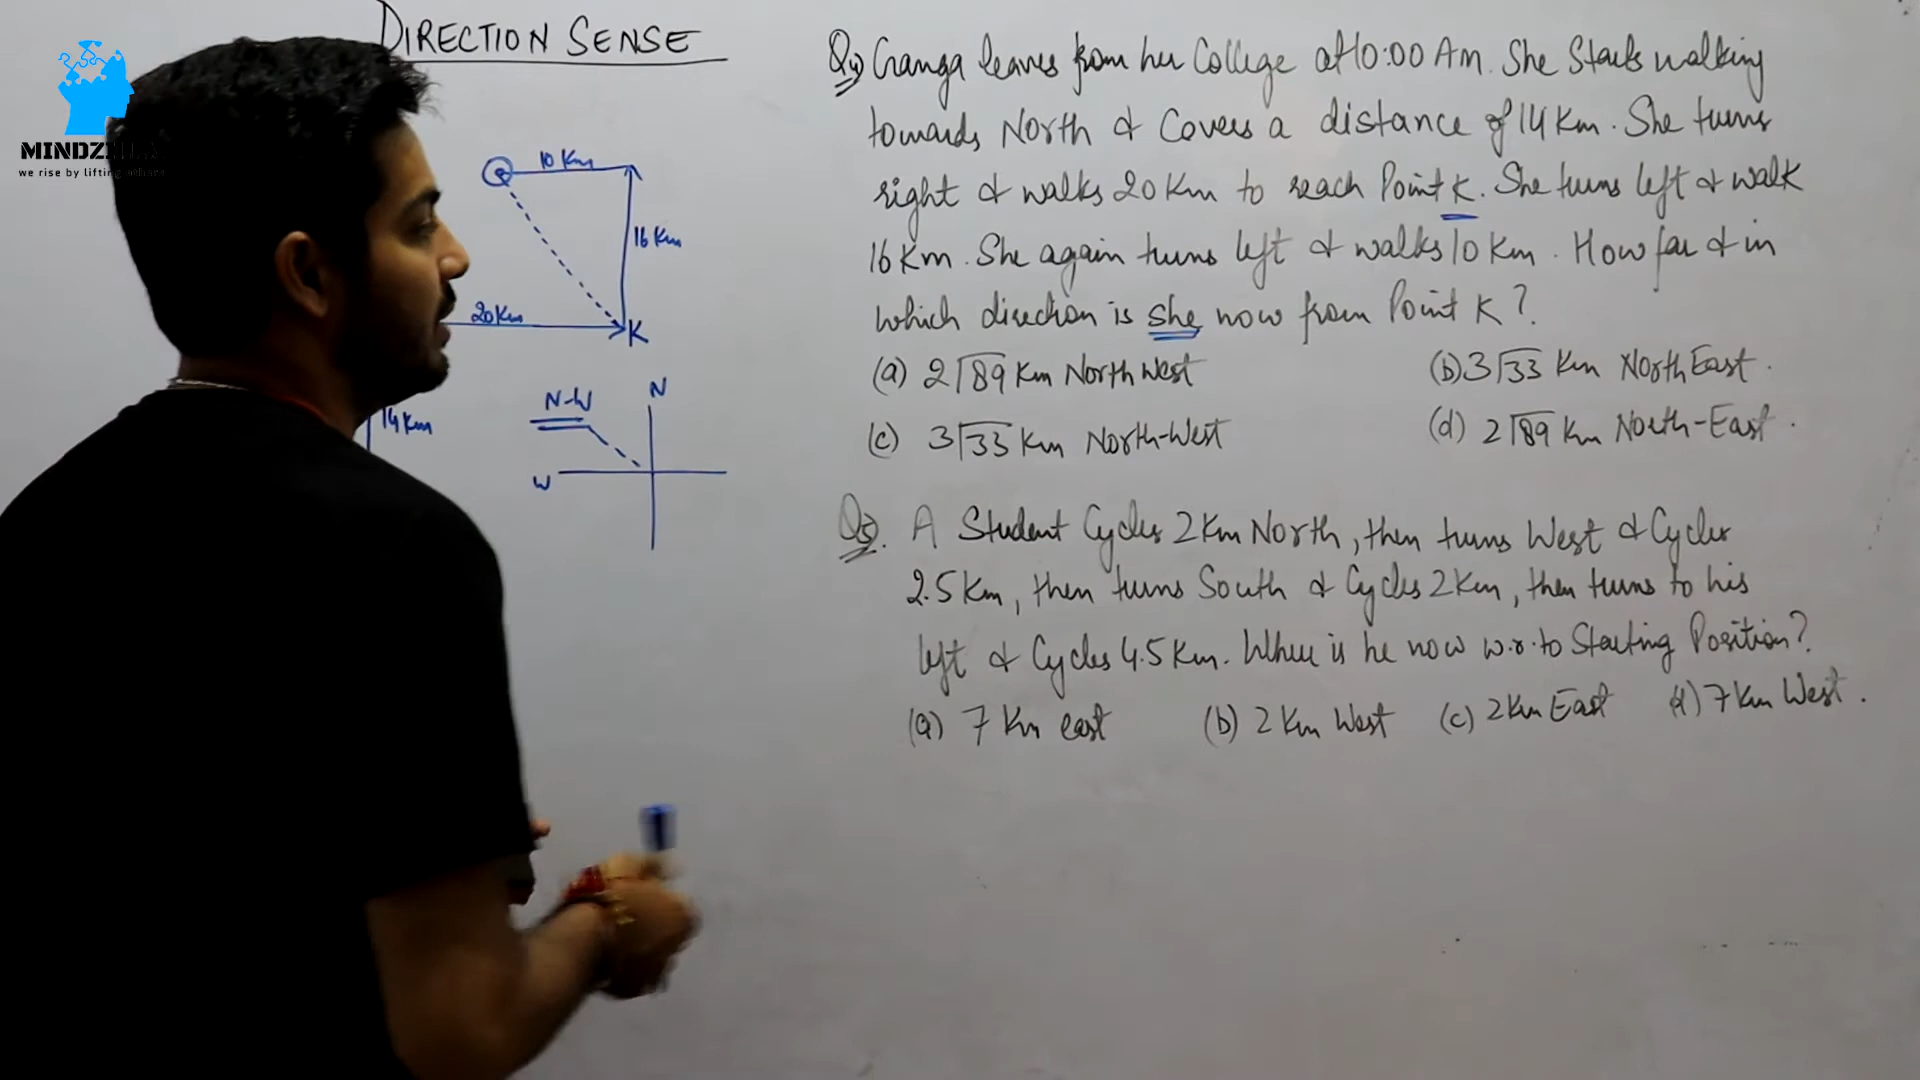 DIRECTION SENSE
MINDZ
we rise by lifting others
10 Km
16 Km
20Km
K
14 Km
N-W
N
W
Q4) Ganga leaves from her College at 10:00 Am. She Starts walking
towards North & Covers a distance of 14 Km. She turns
right & walks 20 Km to reach Point K. She turns left & walk
16 Km. She again turns left & walks 10 Km. How far & in
which direction is she now from Point K?
(a) 2√89 Km North West
(b) 3√33 Km North East.
(c) 3√33 Km North-West
(d) 2√89 Km North-East.
Q5. A Student Cycles 2 Km North, then turns West & Cycles
2.5 Km, then turns South & Cycles 2 Km, then turns to his
left & Cycles 4.5 Km. Where is he now w.r.to Starting Position?
(a) 7 Km east (b) 2 Km West (c) 2 Km East (d) 7 Km West.